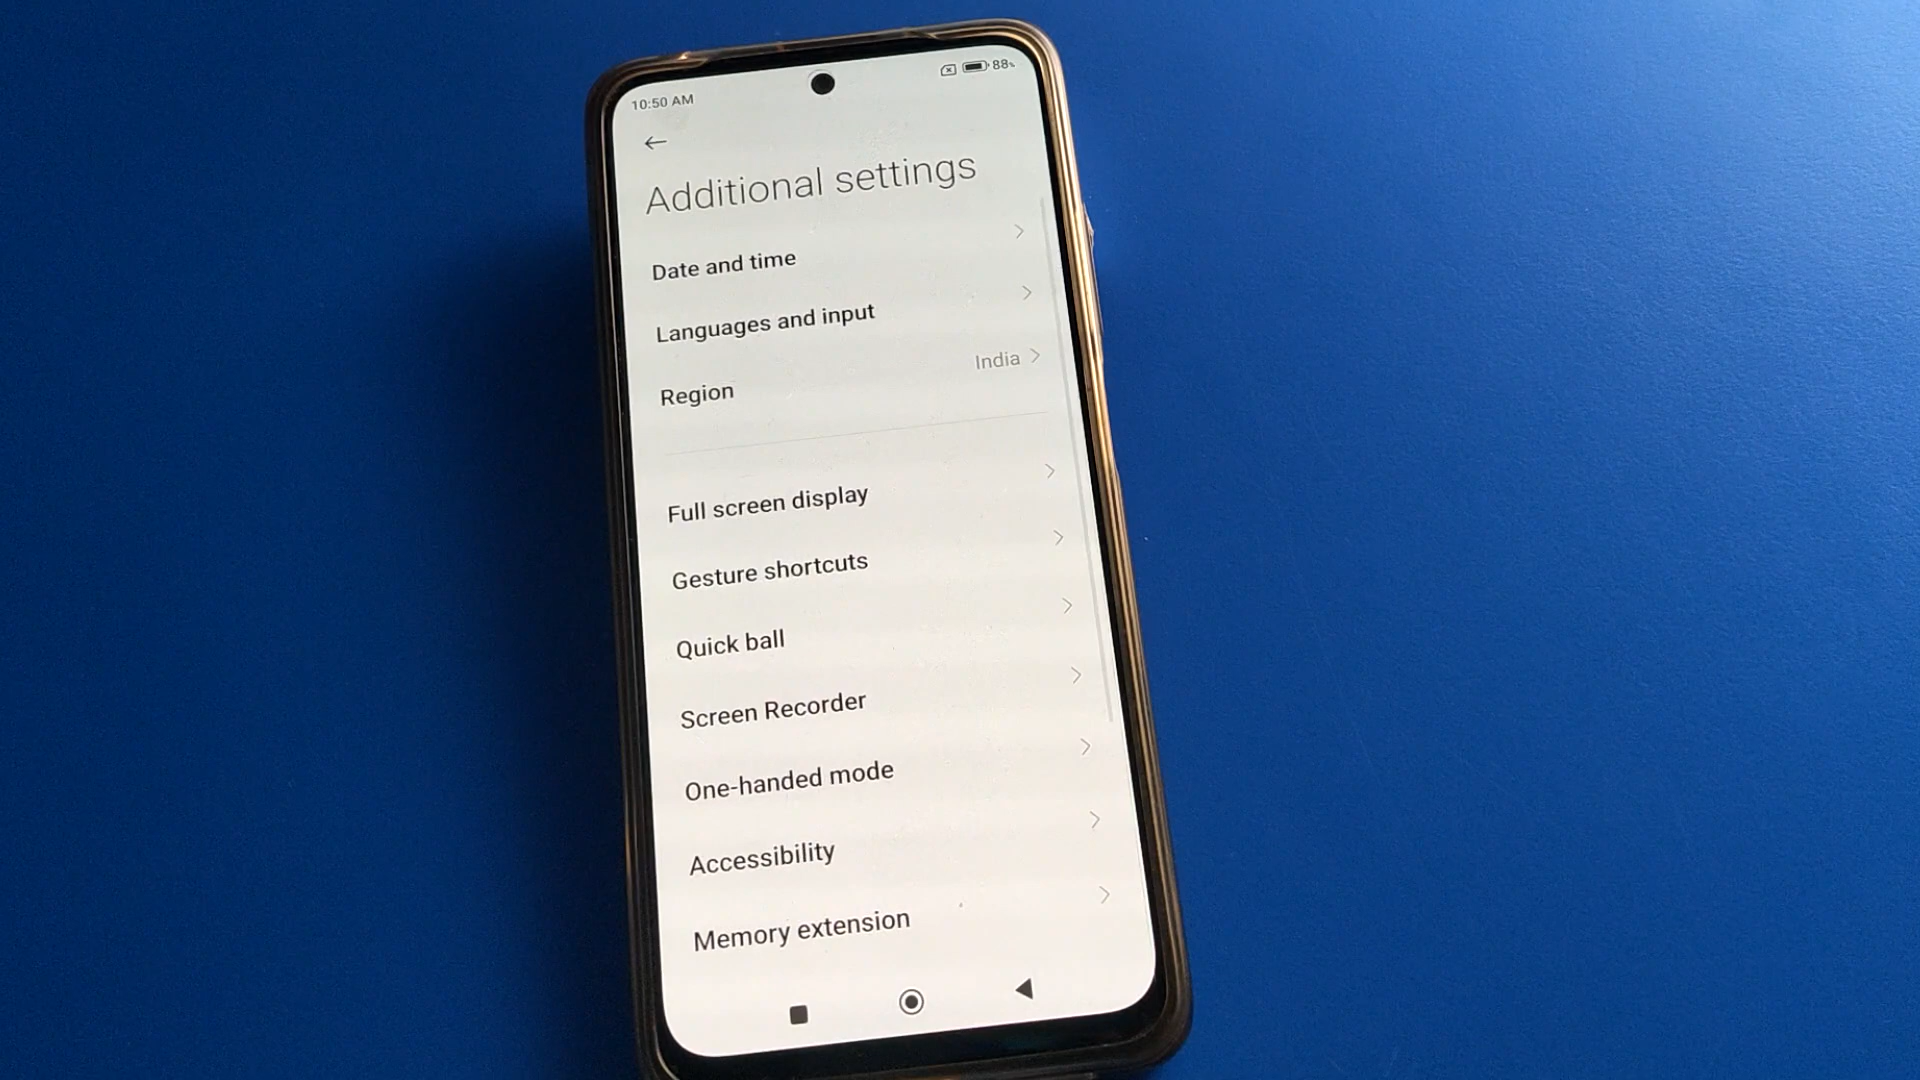 10:50 AM
88%
Additional settings
Date and time
Languages and input
Region
India
Full screen display
Gesture shortcuts
Quick ball
Screen Recorder
One-handed mode
Accessibility
Memory extension